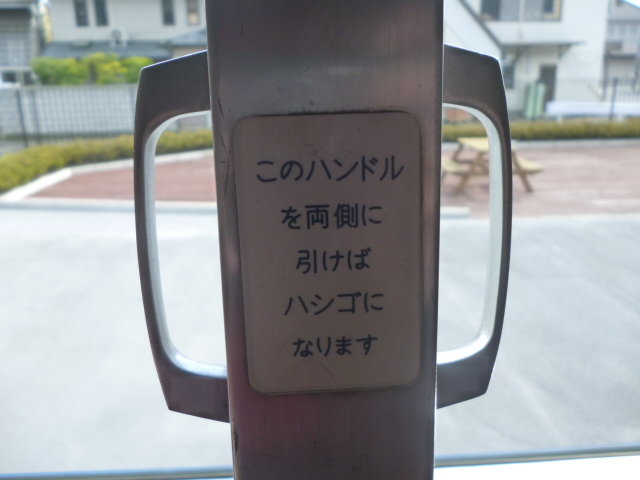 このハンドル
を両側に
引けば
ハシゴに
なります